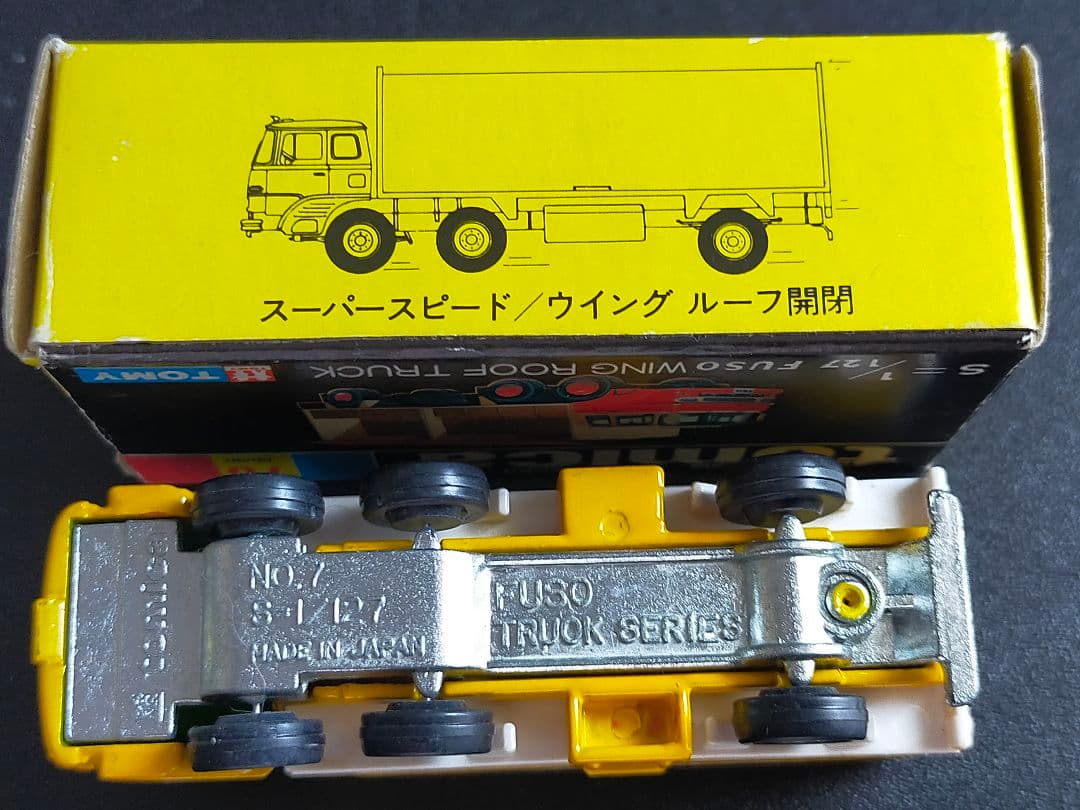 スーパースピード／ウイング ルーフ開閉
S=1/127 FUSO WING ROOF TRUCK
TOMY
tomica
tomica
NO.7
S=1/127
MADE IN JAPAN
FUSO
TRUCK SERIES